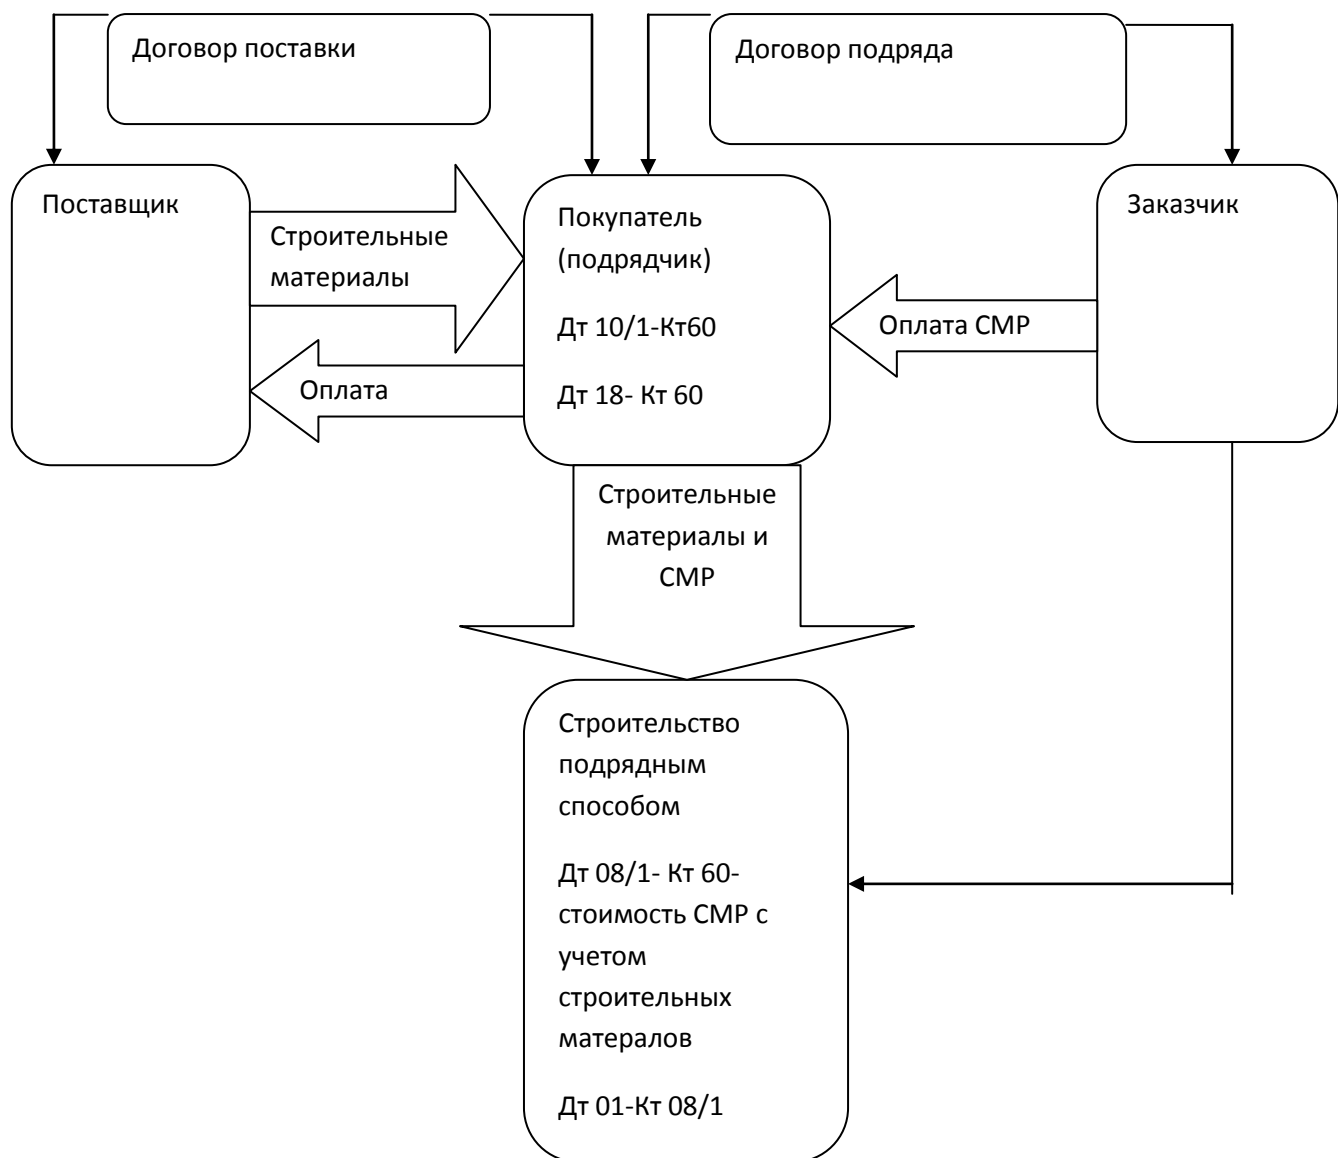 Договор поставки
Договор подряда
Поставщик
Строительные
материалы
Оплата
Покупатель
(подрядчик)
Дт 10/1-Кт60
Дт 18- Кт 60
Оплата СМР
Заказчик
Строительные
материалы и
СМР
Строительство
подрядным
способом
Дт 08/1- Кт 60-
стоимость СМР с
учетом
строительных
матералов
Дт 01-Кт 08/1